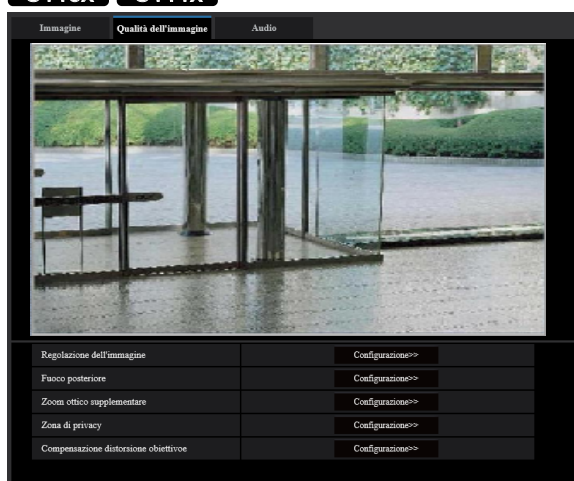 Immagine Qualità dell'immagine Audio
Regolazione dell'immagine Configurazione>>
Fuoco posteriore Configurazione>>
Zoom ottico supplementare Configurazione>>
Zona di privacy Configurazione>>
Compensazione distorsione obiettivoe Configurazione>>